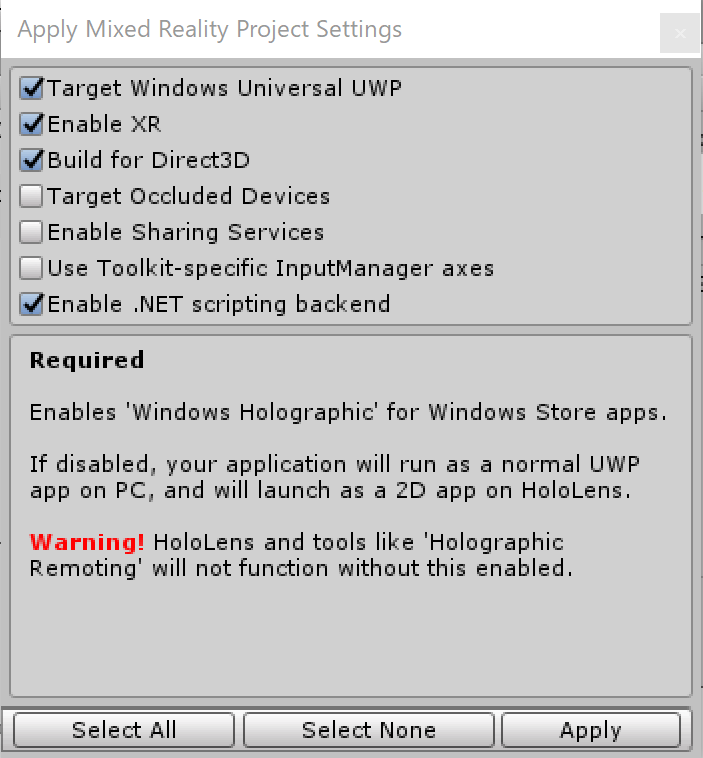 Apply Mixed Reality Project Settings
Target Windows Universal UWP
Enable XR
Build for Direct3D
Target Occluded Devices
Enable Sharing Services
Use Toolkit-specific InputManager axes
Enable .NET scripting backend
Required
Enables 'Windows Holographic' for Windows Store apps.
If disabled, your application will run as a normal UWP
app on PC, and will launch as a 2D app on HoloLens.
Warning! HoloLens and tools like 'Holographic
Remoting' will not function without this enabled.
Select All Select None Apply